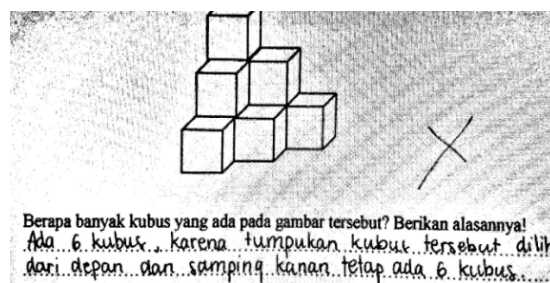 Berapa banyak kubus yang ada pada gambar tersebut? Berikan alasannya!
Ada 6 kubus, karena tumpukan kubus tersebut
dari depan dan samping kanan tetap ada 6 kubus.